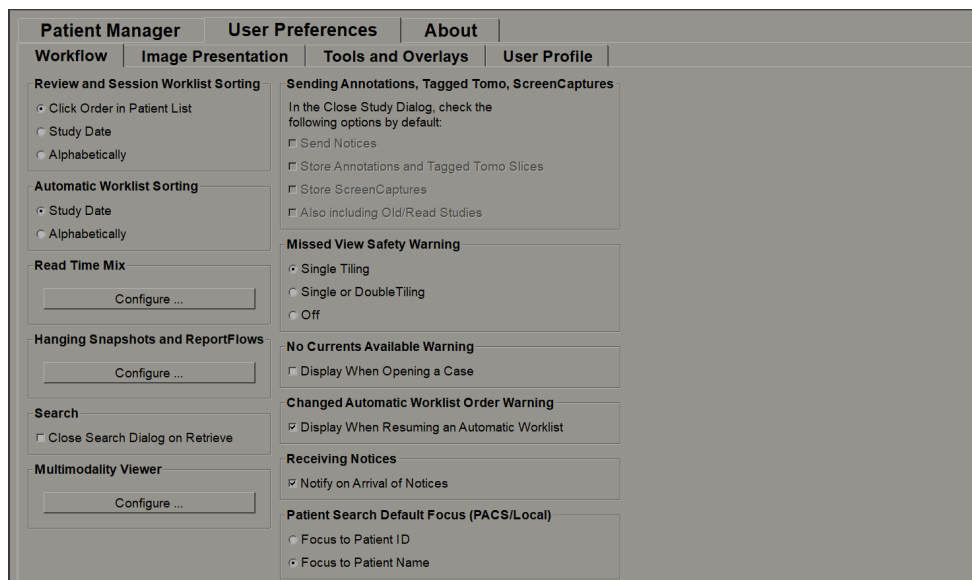 Patient Manager
User Preferences
About
Workflow
Image Presentation
Tools and Overlays
User Profile
Review and Session Worklist Sorting
Click Order in Patient List
Study Date
Alphabetically
Automatic Worklist Sorting
Study Date
Alphabetically
Read Time Mix
Configure ...
Hanging Snapshots and ReportFlows
Configure ...
Search
Close Search Dialog on Retrieve
Multimodality Viewer
Configure ...
Sending Annotations, Tagged Tomo, ScreenCaptures
In the Close Study Dialog, check the
following options by default:
Send Notices
Store Annotations and Tagged Tomo Slices
Store ScreenCaptures
Also including Old/Read Studies
Missed View Safety Warning
Single Tiling
Single or DoubleTiling
Off
No Currents Available Warning
Display When Opening a Case
Changed Automatic Worklist Order Warning
Display When Resuming an Automatic Worklist
Receiving Notices
Notify on Arrival of Notices
Patient Search Default Focus (PACS/Local)
Focus to Patient ID
Focus to Patient Name